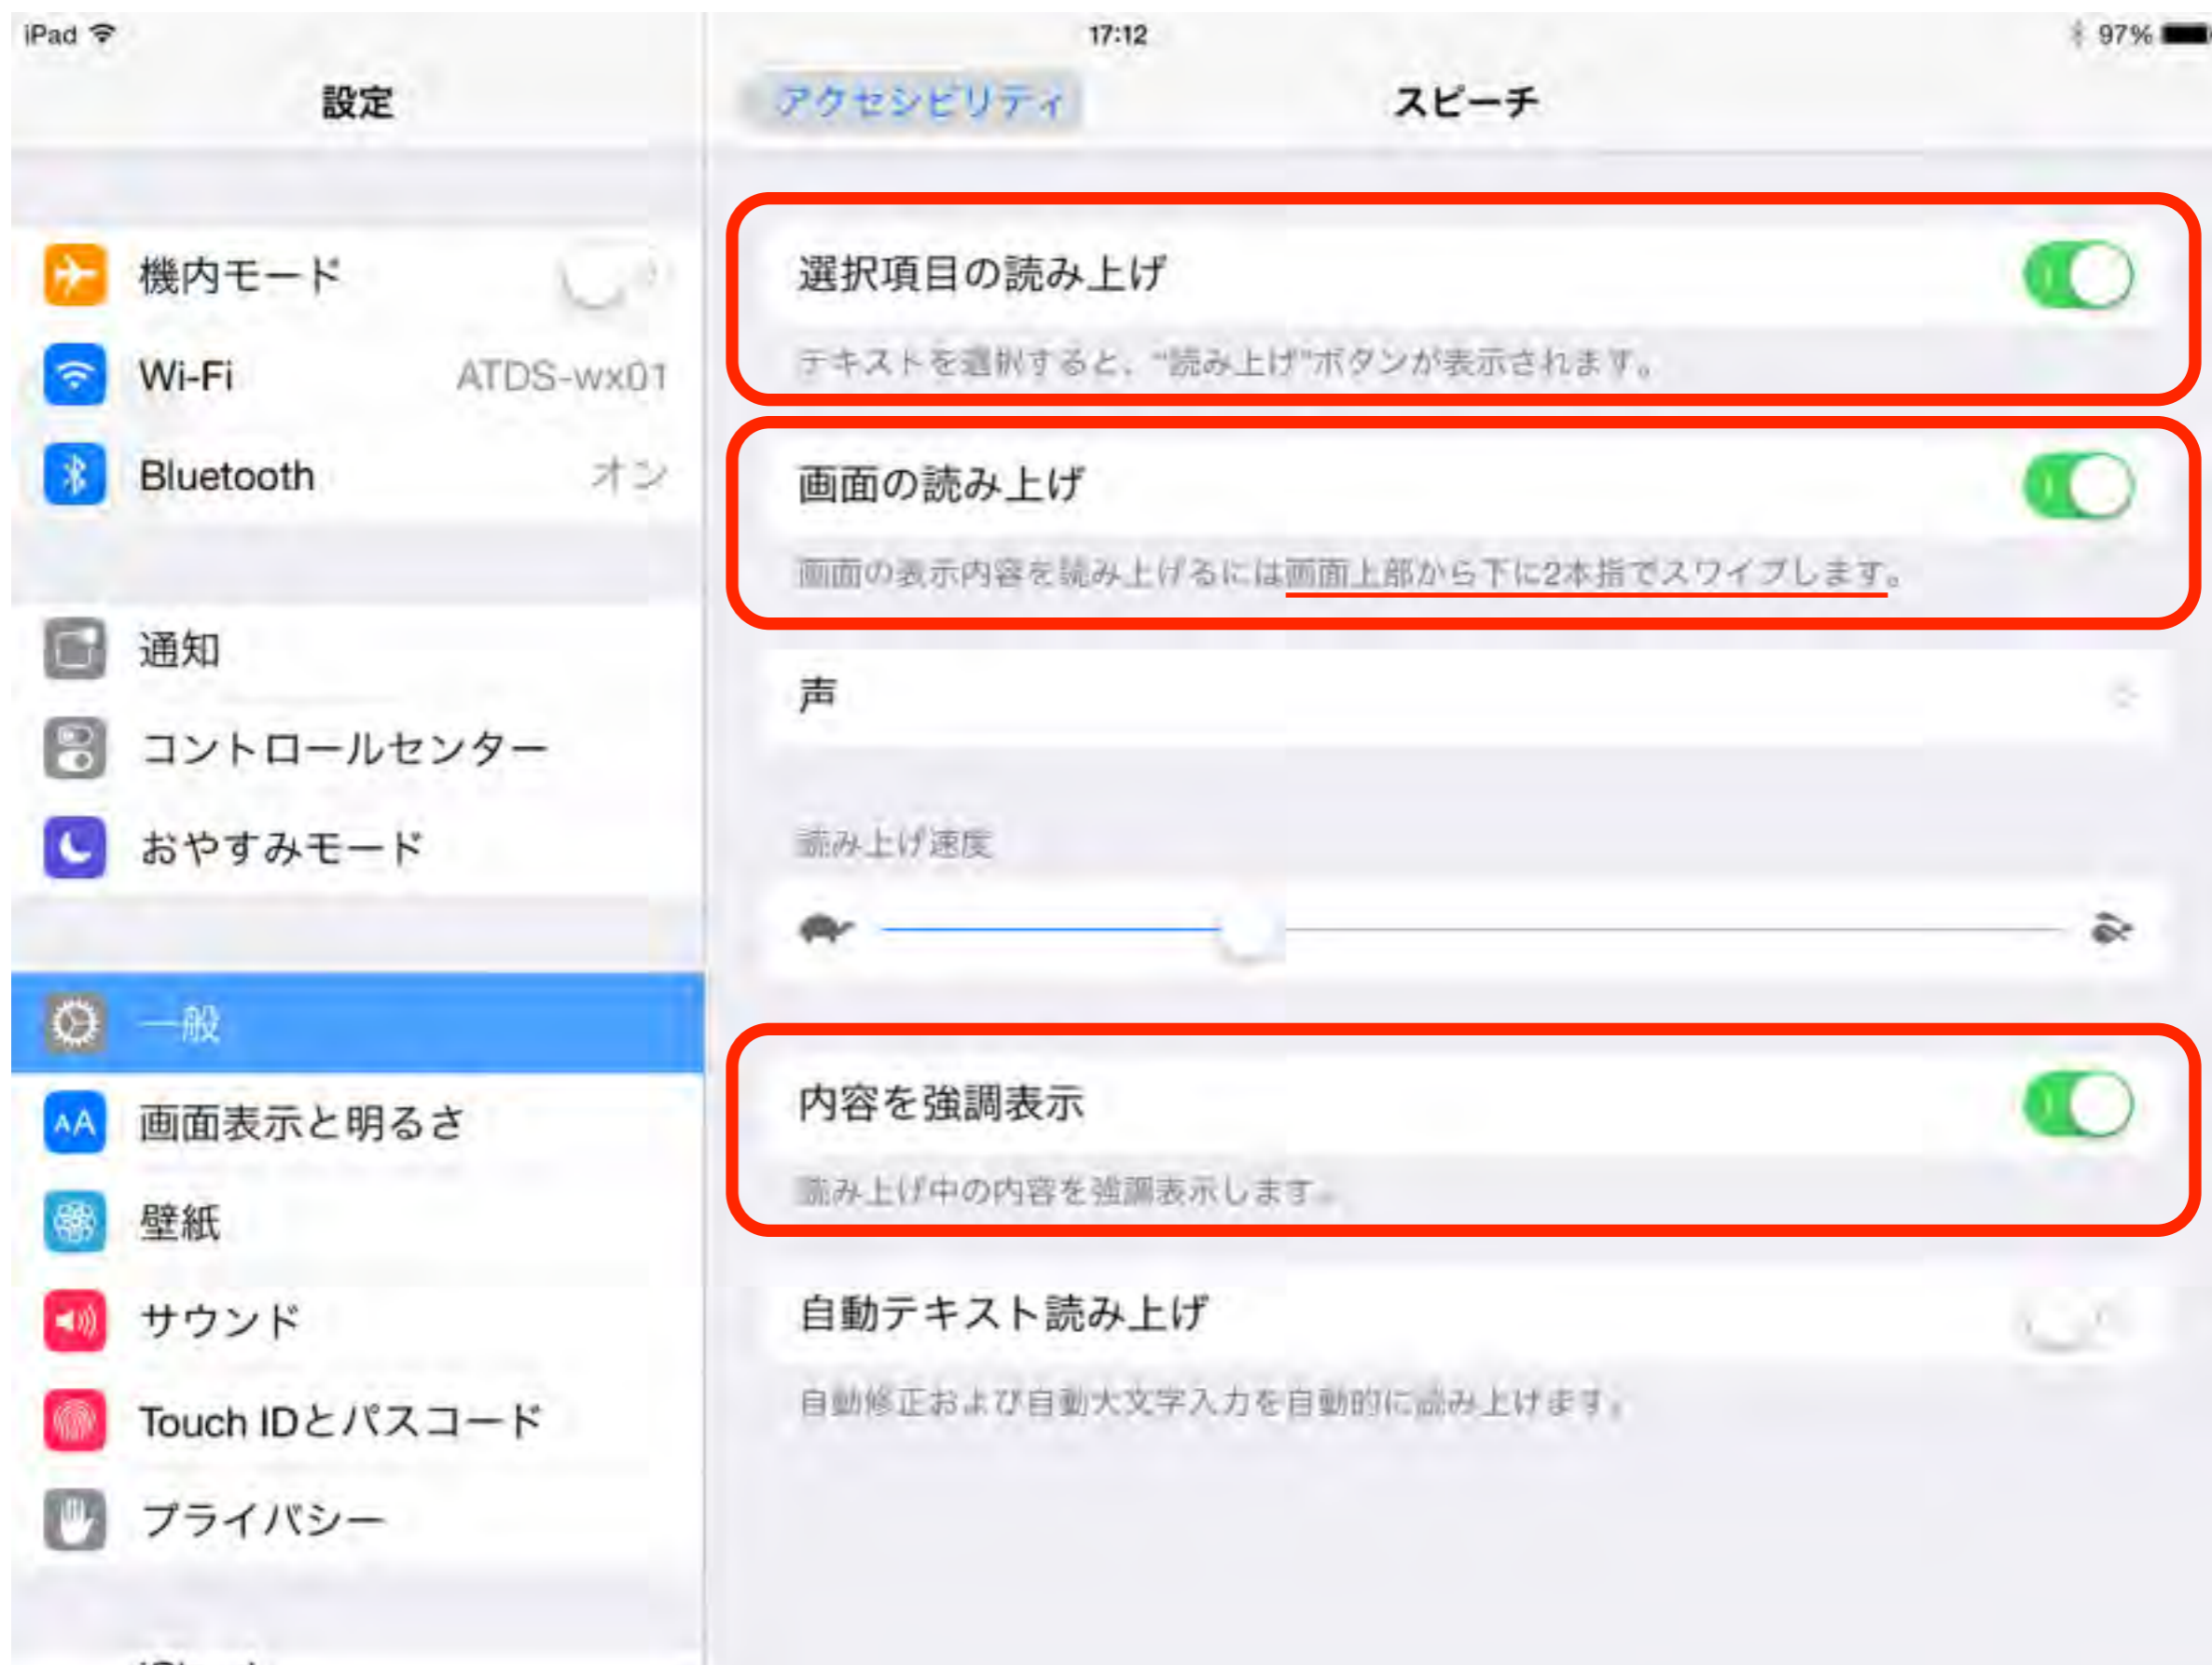 iPad
17:12
97%
設定
機内モード
Wi-Fi ATDS-wx01
Bluetooth オン
通知
コントロールセンター
おやすみモード
一般
AA 画面表示と明るさ
壁紙
サウンド
Touch IDとパスコード
プライバシー
アクセシビリティ
スピーチ
選択項目の読み上げ
テキストを選択すると、“読み上げ”ボタンが表示されます。
画面の読み上げ
画面の表示内容を読み上げるには画面上部から下に2本指でスワイプします。
声
読み上げ速度
内容を強調表示
読み上げ中の内容を強調表示します。
自動テキスト読み上げ
自動修正および自動大文字入力を自動的に読み上げます。